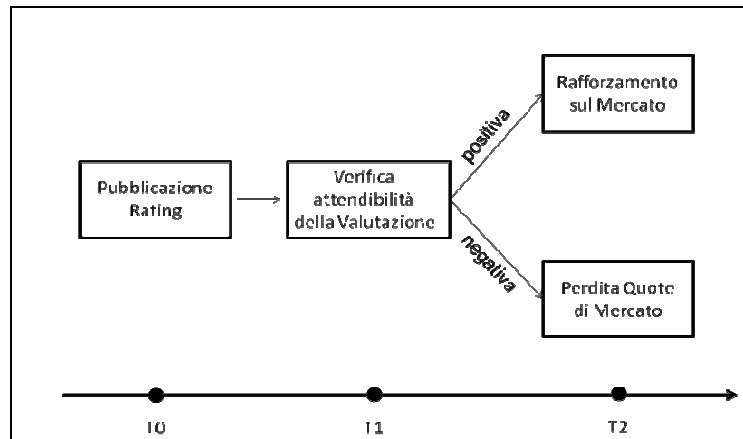 Rafforzamento
sul Mercato
positiva
Pubblicazione
Rating
Verifica
attendibilità
della Valutazione
negativa
Perdita Quote
di Mercato
T0
T1
T2